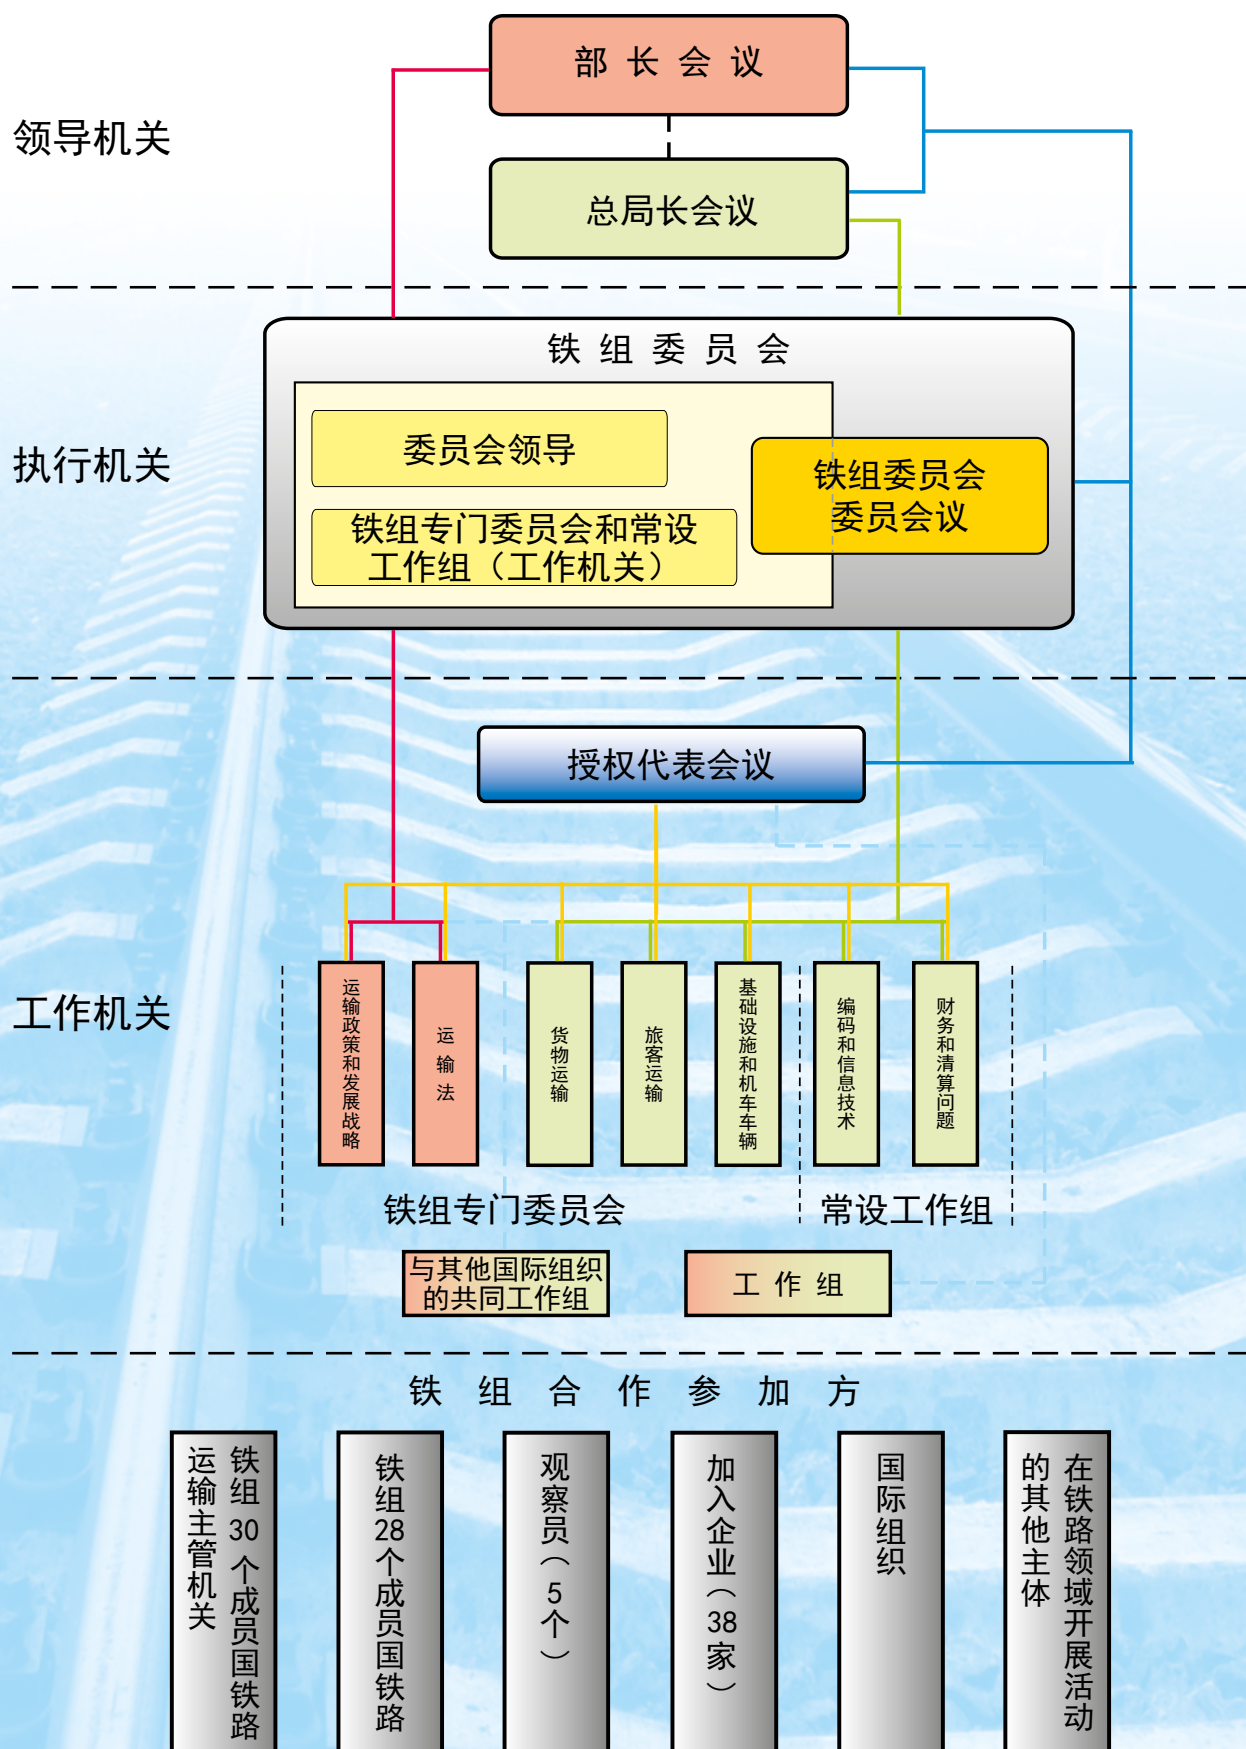 部长会议
领导机关
总局长会议
铁组委员会
委员会领导
执行机关
铁组委员会
委员会议
铁组专门委员会和常设
工作组（工作机关）
授权代表会议
工作机关
运输政策和发展战略
运输法
货物运输
旅客运输
基础设施和机车车辆
编码和信息技术
财务和清算问题
铁组专门委员会
常设工作组
与其他国际组织
的共同工作组
工作组
铁组合作参加方
铁组30个成员国铁路
运输主管机关
铁组28个成员国铁路
观察员（5个）
加入企业（38家）
国际组织
在铁路领域开展活动
的其他主体